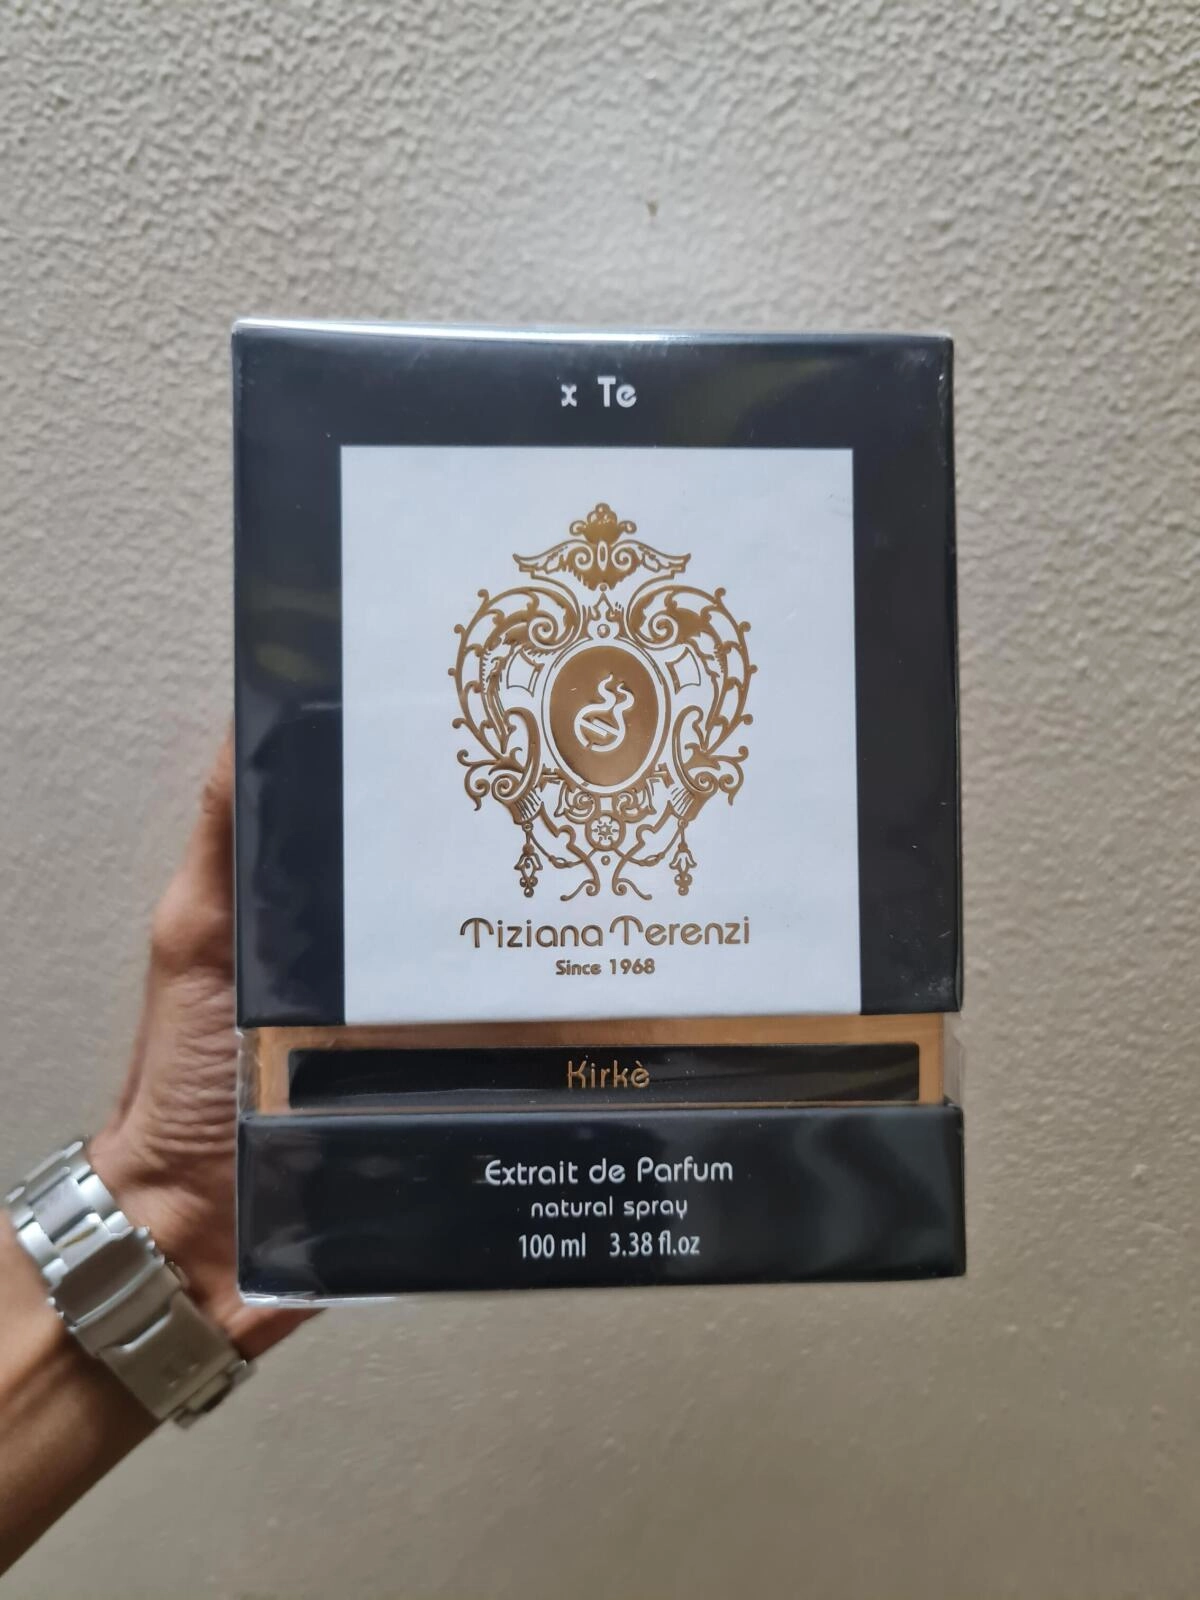 x Te
Tiziana Terenzi
Since 1968
Kirkè
Extrait de Parfum
natural spray
100 ml 3.38 fl.oz